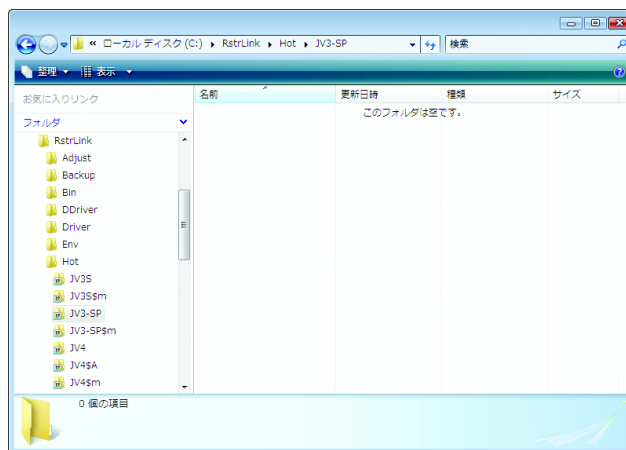 « ローカル ディスク (C:) ▸ RstrLink ▸ Hot ▸ JV3-SP
検索
整理 表示
お気に入りリンク
フォルダ
名前 更新日時 種類 サイズ
このフォルダは空です。
RstrLink
Adjust
Backup
Bin
DDriver
Driver
Env
Hot
JV3S
JV3S$m
JV3-SP
JV3-SP$m
JV4
JV4$A
JV4$m
0 個の項目